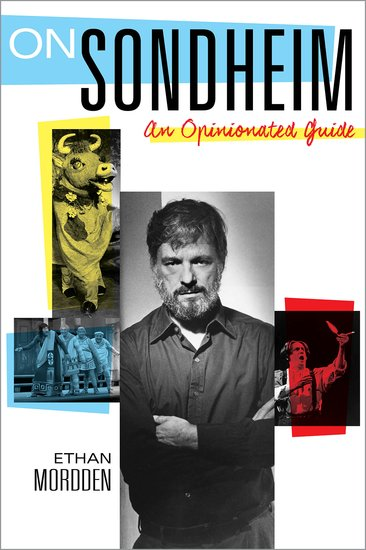 ON
SONDHEIM
An Opinionated Guide
ETHAN
MORDDEN